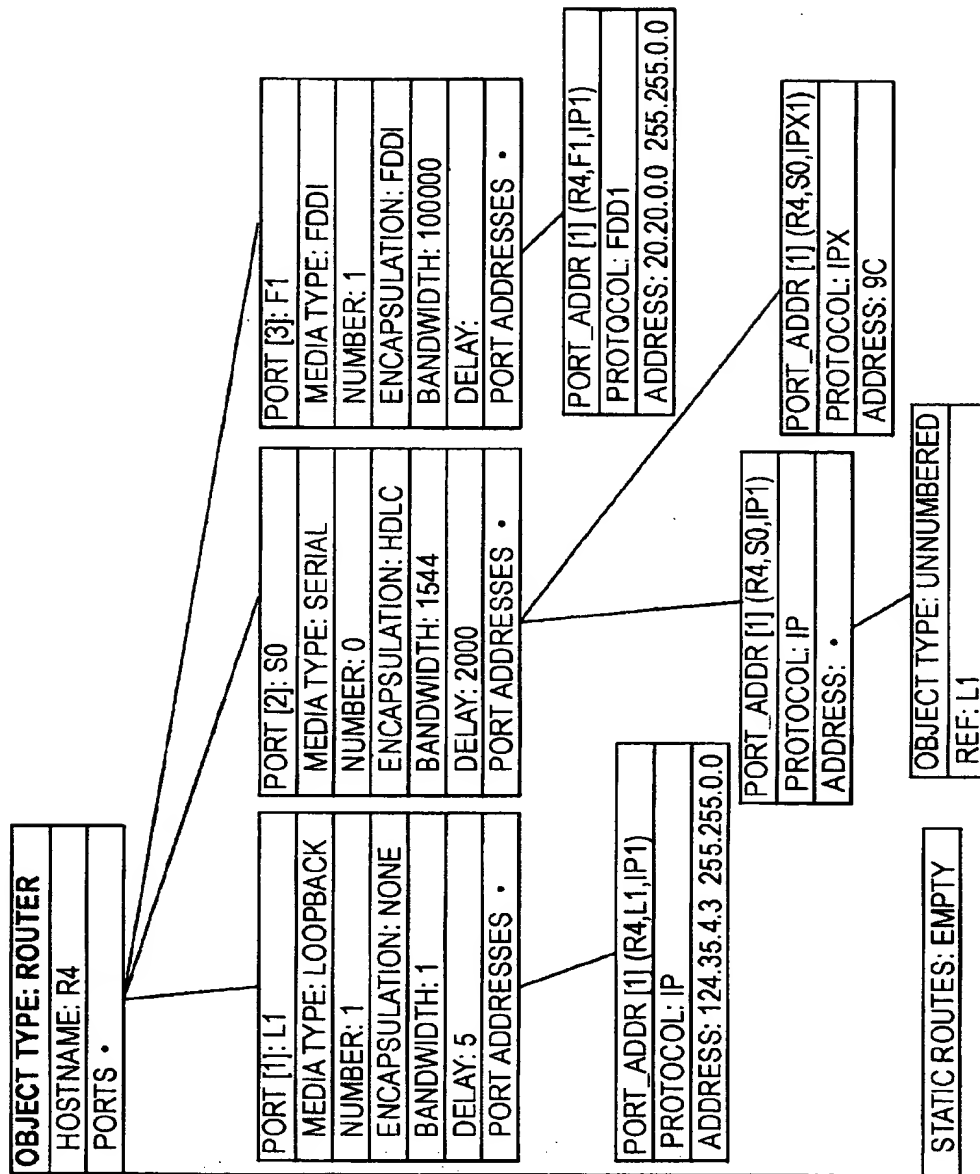 OBJECT TYPE: ROUTER
HOSTNAME: R4
PORTS •
PORT [1]: L1
MEDIA TYPE: LOOPBACK
NUMBER: 1
ENCAPSULATION: NONE
BANDWIDTH: 1
DELAY: 5
PORT ADDRESSES •
PORT [2]: S0
MEDIA TYPE: SERIAL
NUMBER: 0
ENCAPSULATION: HDLC
BANDWIDTH: 1544
DELAY: 2000
PORT ADDRESSES •
PORT [3]: F1
MEDIA TYPE: FDDI
NUMBER: 1
ENCAPSULATION: FDDI
BANDWIDTH: 100000
DELAY:
PORT ADDRESSES •
PORT_ADDR [1] (R4,L1,IP1)
PROTOCOL: IP
ADDRESS: 124.35.4.3 255.255.0.0
PORT_ADDR [1] (R4,S0,IP1)
PROTOCOL: IP
ADDRESS: •
PORT_ADDR [1] (R4,F1,IP1)
PROTOCOL: FDD1
ADDRESS: 20.20.0.0 255.255.0.0
PORT_ADDR [1] (R4,S0,IPX1)
PROTOCOL: IPX
ADDRESS: 9C
OBJECT TYPE: UNNUMBERED
REF: L1
STATIC ROUTES: EMPTY